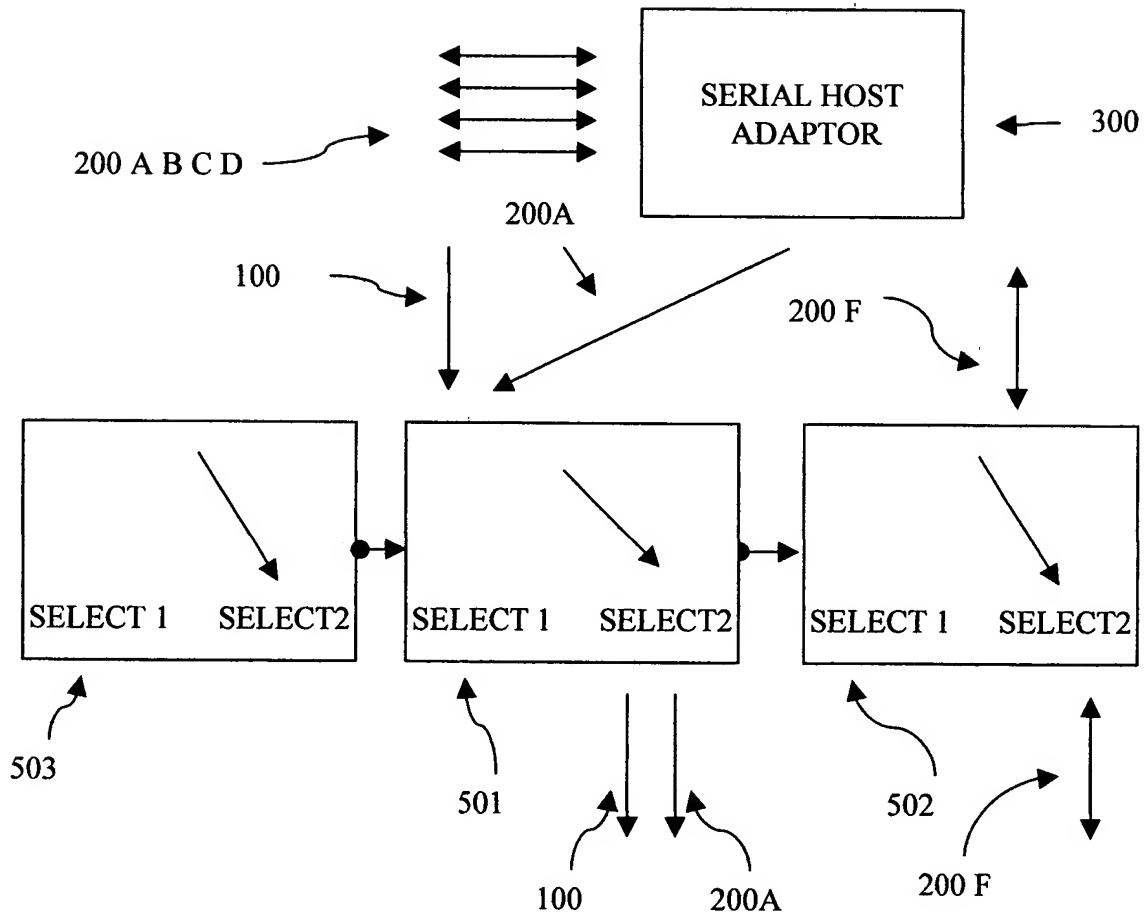 SERIAL HOST
ADAPTOR
300
200 A B C D
200A
100
200 F
SELECT 1 SELECT2
SELECT 1 SELECT2
SELECT 1 SELECT2
503
501
502
100
200A
200 F